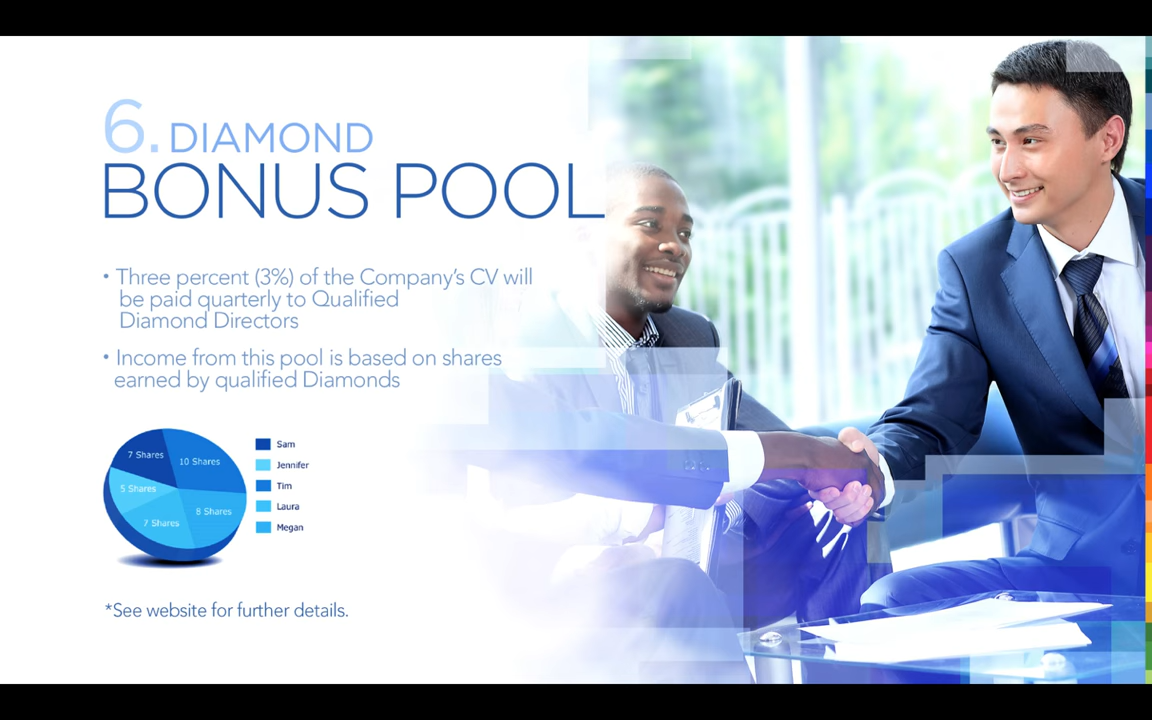 6. DIAMOND
BONUS POOL
• Three percent (3%) of the Company's CV will
be paid quarterly to Qualified
Diamond Directors
• Income from this pool is based on shares
earned by qualified Diamonds
7 Shares
10 Shares
5 Shares
8 Shares
7 Shares
Sam
Jennifer
Tim
Laura
Megan
*See website for further details.